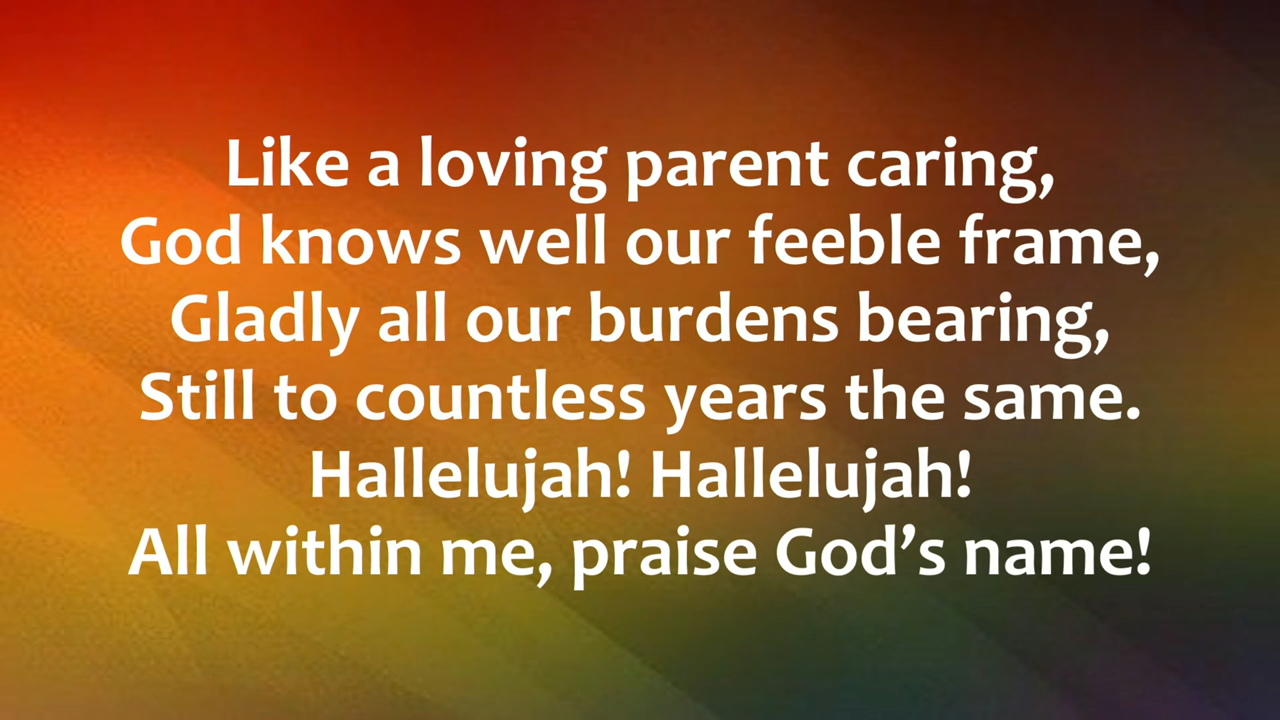 Like a loving parent caring,
God knows well our feeble frame,
Gladly all our burdens bearing,
Still to countless years the same.
Hallelujah! Hallelujah!
All within me, praise God’s name!